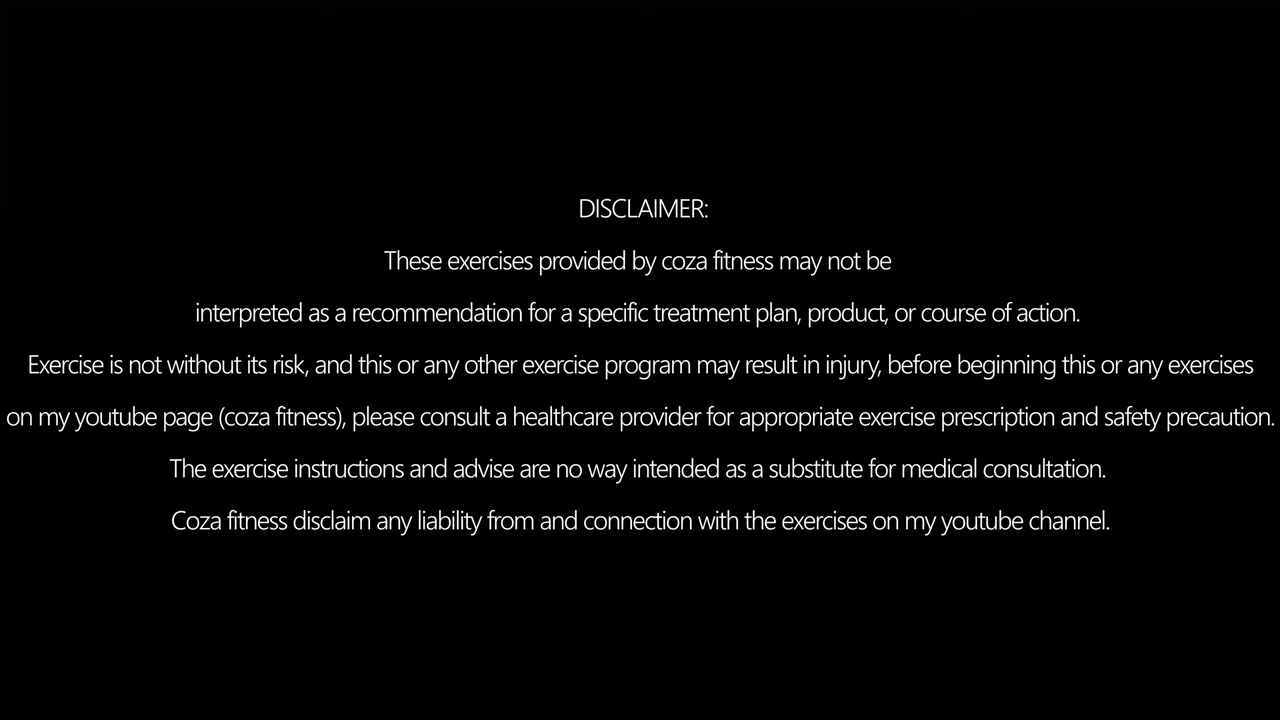 DISCLAIMER:
These exercises provided by coza fitness may not be
interpreted as a recommendation for a specific treatment plan, product, or course of action.
Exercise is not without its risk, and this or any other exercise program may result in injury, before beginning this or any exercises
on my youtube page (coza fitness), please consult a healthcare provider for appropriate exercise prescription and safety precaution.
The exercise instructions and advise are no way intended as a substitute for medical consultation.
Coza fitness disclaim any liability from and connection with the exercises on my youtube channel.